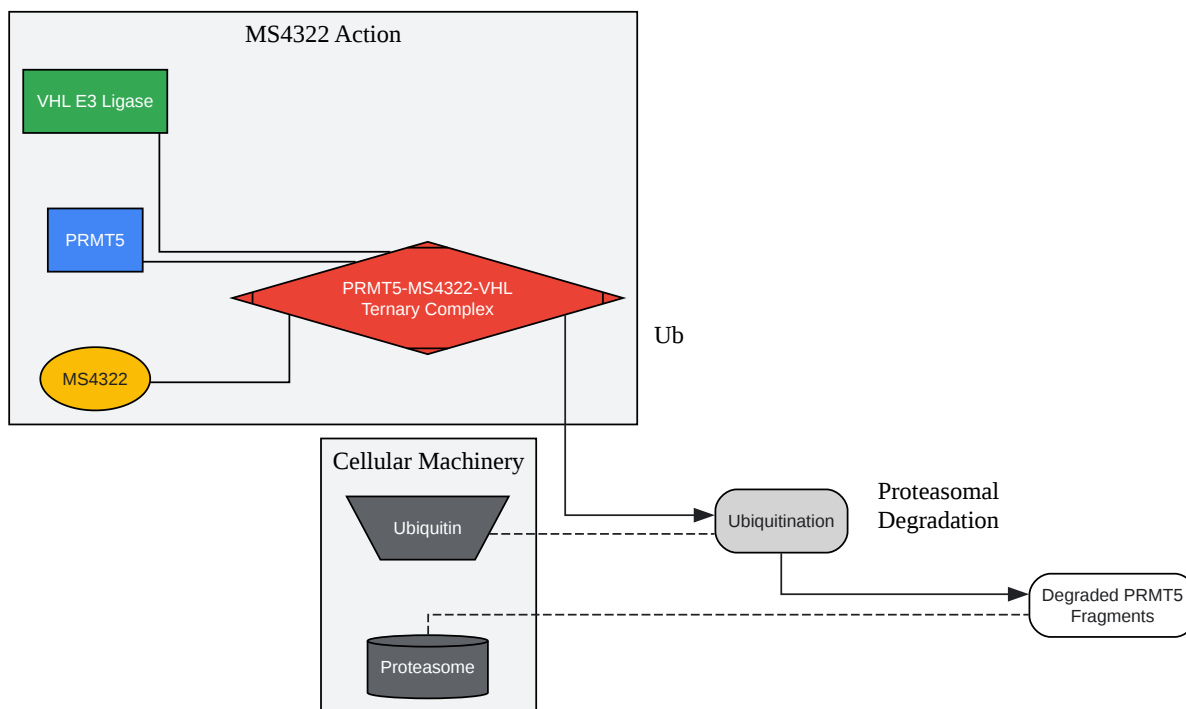 MS4322 Action
VHL E3 Ligase
PRMT5
PRMT5-MS4322-VHL
Ternary Complex
Ub
MS4322
Cellular Machinery
Ubiquitin
Ubiquitination
Proteasomal
Degradation
Degraded PRMT5
Fragments
Proteasome